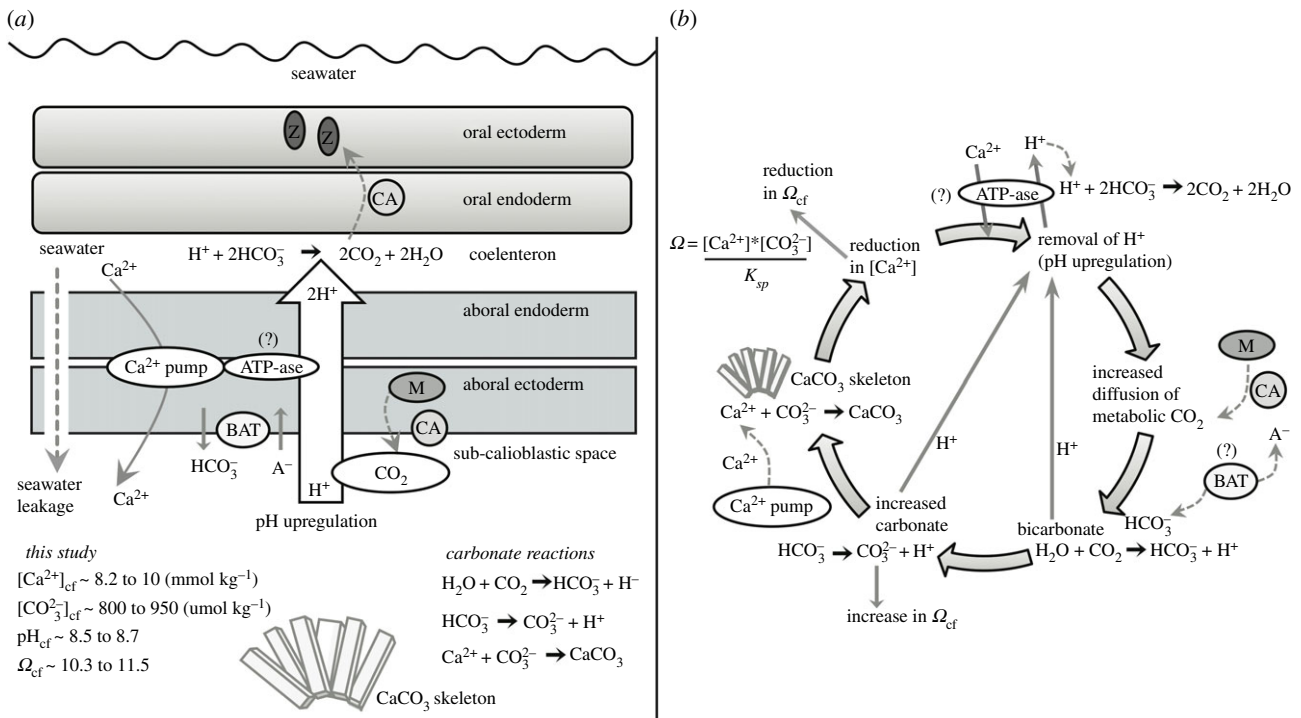 (a)
seawater
Z
Z
oral ectoderm
CA
oral endoderm
seawater
H⁺ + 2HCO₃⁻ → 2CO₂ + 2H₂O
coelenteron
Ca²⁺
2H⁺
aboral endoderm
(?)
Ca²⁺ pump
ATP-ase
M
aboral ectoderm
BAT
CA
HCO₃⁻
A⁻
sub-calioblastic space
CO₂
seawater
leakage
Ca²⁺
H⁺
pH upregulation
this study
[Ca²⁺]cf ~ 8.2 to 10 (mmol kg⁻¹)
[CO₃²⁻]cf ~ 800 to 950 (umol kg⁻¹)
pHcf ~ 8.5 to 8.7
Ωcf ~ 10.3 to 11.5
carbonate reactions
H₂O + CO₂ → HCO₃⁻ + H⁻
HCO₃⁻ → CO₃²⁻ + H⁺
Ca²⁺ + CO₃²⁻ → CaCO₃
CaCO₃ skeleton
(b)
Ca²⁺
H⁺
reduction
in Ωcf
(?)
ATP-ase
H⁺ + 2HCO₃⁻ → 2CO₂ + 2H₂O
Ω = [Ca²⁺]*[CO₃²⁻]
Ksp
reduction
in [Ca²⁺]
removal of H⁺
(pH upregulation)
M
CaCO₃ skeleton
increased
diffusion of
metabolic CO₂
CA
Ca²⁺ + CO₃²⁻ → CaCO₃
H⁺
H⁺
A⁻
(?)
Ca²⁺
BAT
Ca²⁺ pump
increased
carbonate
bicarbonate
HCO₃⁻
HCO₃⁻ → CO₃²⁻ + H⁺
H₂O + CO₂ → HCO₃⁻ + H⁺
increase in Ωcf